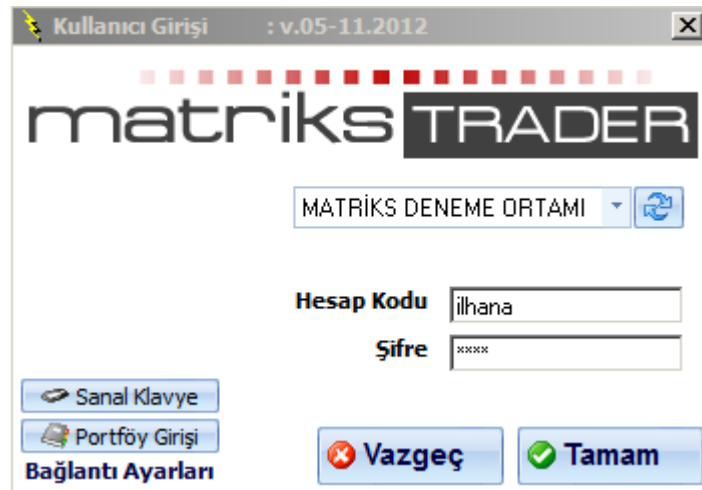 Kullanıcı Girişi : v.05-11.2012
matriks TRADER
MATRİKS DENEME ORTAMI
Hesap Kodu ilhana
Şifre ****
Sanal Klavye
Portföy Girişi
Bağlantı Ayarları
Vazgeç Tamam